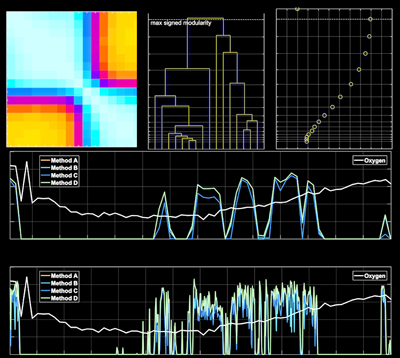 max signed modularity
Method A
Method B
Method C
Method D
Oxygen
Method A
Method B
Method C
Method D
Oxygen